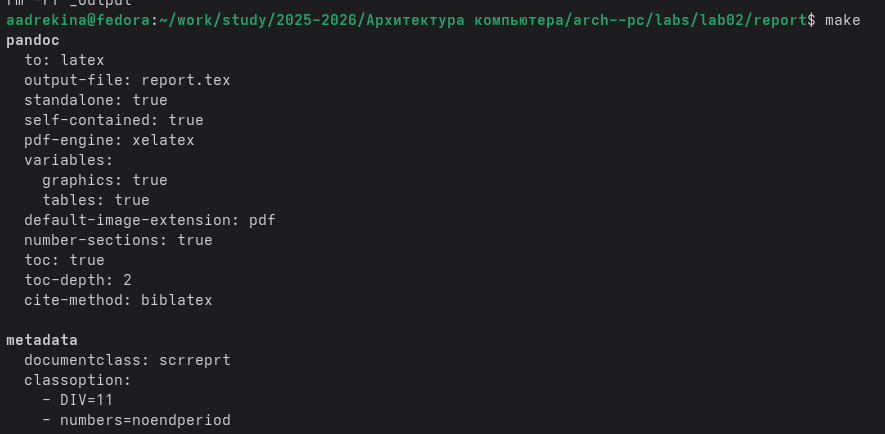 rm -rf _output
aadrekina@fedora:~/work/study/2025-2026/Архитектура компьютера/arch--pc/labs/lab02/report$ make
pandoc
  to: latex
  output-file: report.tex
  standalone: true
  self-contained: true
  pdf-engine: xelatex
  variables:
    graphics: true
    tables: true
  default-image-extension: pdf
  number-sections: true
  toc: true
  toc-depth: 2
  cite-method: biblatex

metadata
  documentclass: scrreprt
  classoption:
    - DIV=11
    - numbers=noendperiod